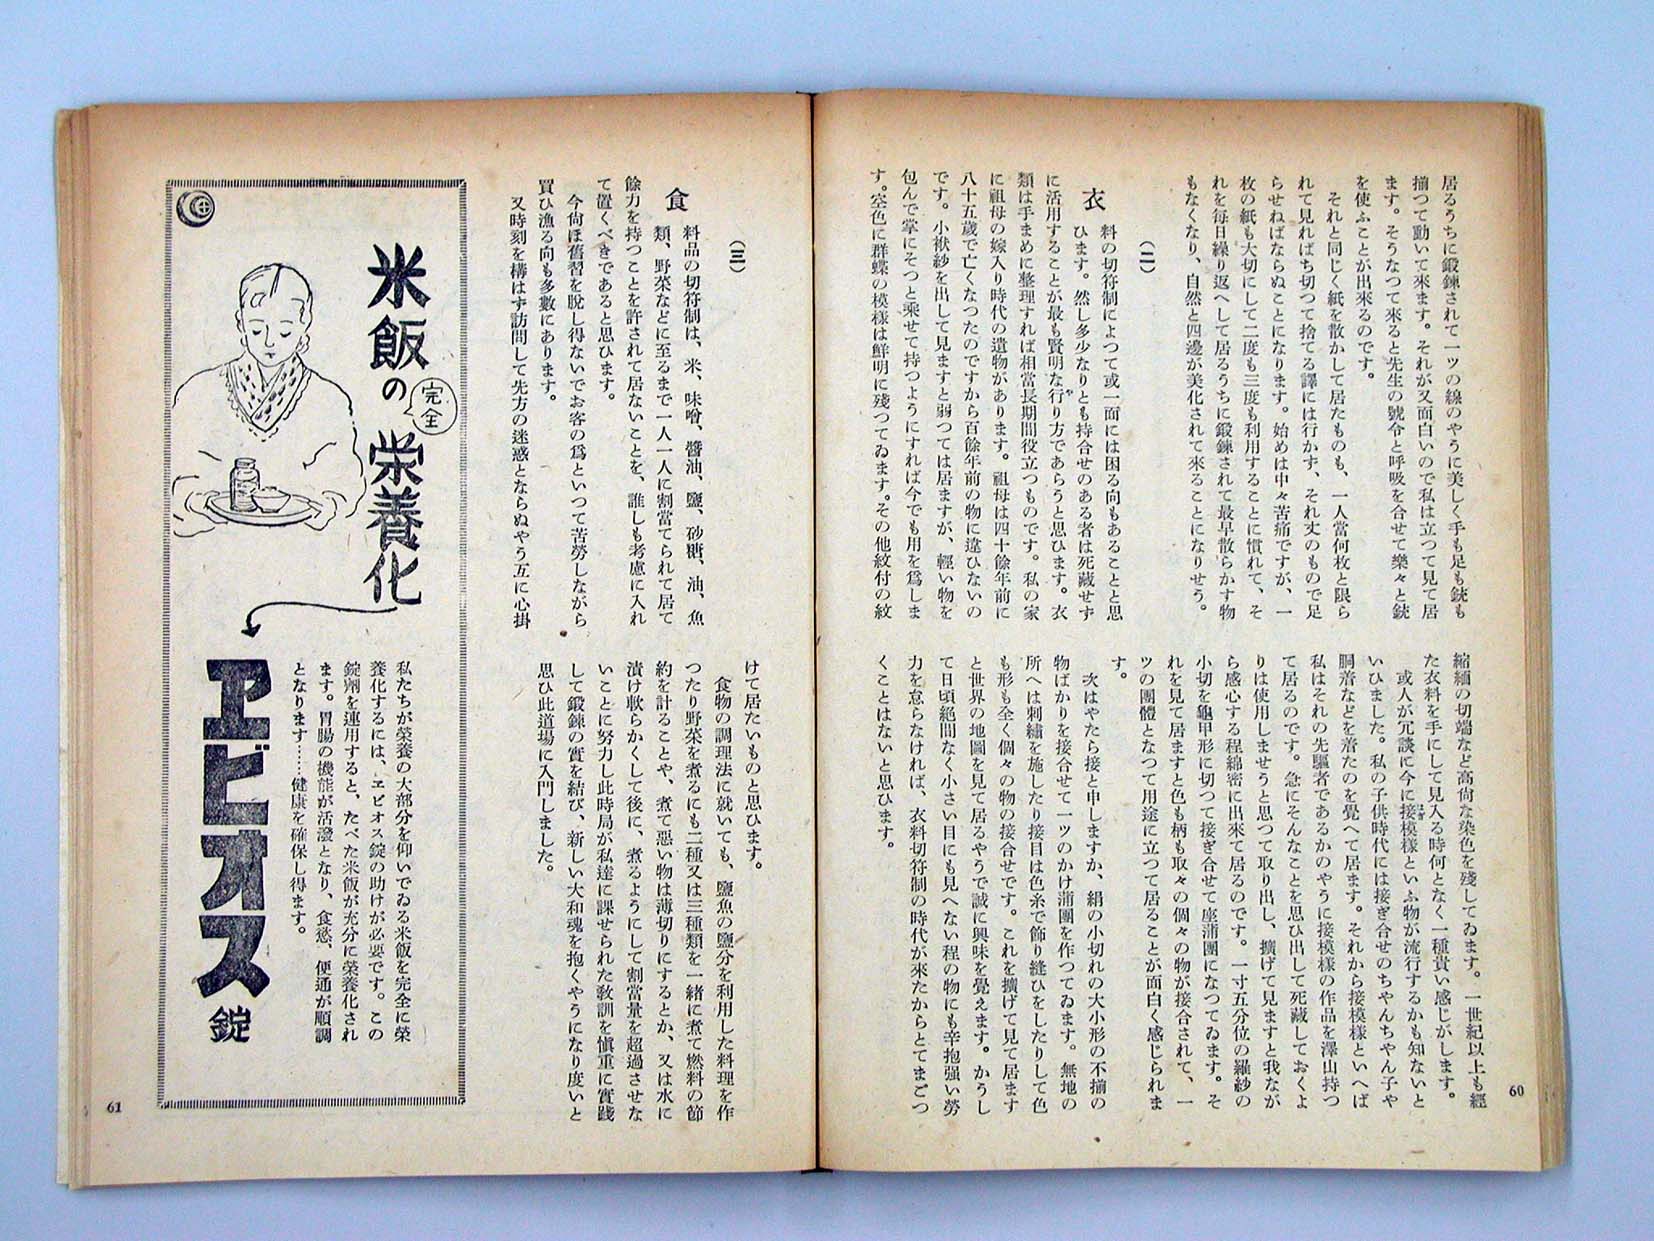 居るうちに鍛錬されて一ツの線のやうに美しく手も足も銃も
揃つて動いて來ます。それが又面白いので私は立つて見て居
ます。そうなつて來ると先生の號令と呼吸を合せて樂々と銃
を使ふことが出來るのです。
それと同じく紙を散かして居たものも、一人當何枚と限ら
れて見ればち切つて捨てる譯には行かず、それ丈のもので足
らせねばならぬことになります。始めは中々苦痛ですが、一
枚の紙も大切にして二度も三度も利用することに慣れて、そ
れを毎日繰り返へして居るうちに鍛錬されて最早散らかす物
もなくなり、自然と四邊が美化されて來ることになりせう。
(二)
衣料の切符制によつて或一面には困る向もあることと思
ひます。然し多少なりとも持合せのある者は死藏せず
に活用することが最も賢明な行り方であらうと思ひます。衣
類は手まめに整理すれば相當長期間役立つものです。私の家
に祖母の嫁入り時代の遺物があります。祖母は四十餘年前に
八十五歳で亡くなつたのですから百餘年前の物に違ひないの
です。小袱紗を出して見ますと弱つては居ますが、輕い物を
包んで掌にそつと乘せて持つようにすれば今でも用を爲しま
す。空色に群蝶の模樣は鮮明に殘つてゐます。その他紋付の紋
縮緬の切端など高尙な染色を殘してゐます。一世紀以上も經
た衣料を手にして見入る時何となく一種貴い感じがします。
或人が冗談に今に接模樣といふ物が流行するかも知ないと
いひました。私の子供時代には接ぎ合せのちやんちやん子や
胴着などを着たのを覺へて居ます。それから接模樣といへば
私はそれの先驅者であるかのやうに接模樣の作品を澤山持つ
て居るのです。急にそんなことを思ひ出して死藏しておくよ
りは使用しませうと思つて取り出し、擴げて見ますと我なが
ら感心する程綿密に出來て居るのです。一寸五分位の羅紗の
小切を龜甲形に切つて接ぎ合せて座蒲團になつてゐます。そ
れを見て居ますと色も柄も取々の個々の物が接合されて、一
ツの團體となつて用途に立つて居ることが面白く感じられま
す。
次はやたら接と申しますか、絹の小切れの大小形の不揃の
物ばかりを接合せて一ツのかけ蒲團を作つてゐます。無地の
所へは刺繡を施したり接目は色糸で飾り縫ひをしたりして色
も形も全く個々の物の接合せです。これを擴げて見て居ます
と世界の地圖を見て居るやうで誠に興味を覺えます。かうし
て日頃絶間なく小さい目にも見へない程の物にも辛抱强い勞
力を怠らなければ、衣料切符制の時代が來たからとてまごつ
くことはないと思ひます。
60
(三)
食料品の切符制は、米、味噌、醬油、鹽、砂糖、油、魚
類、野菜などに至るまで一人一人に割當てられて居て
餘力を持つことを許されて居ないことを、誰しも考慮に入れ
て置くべきであると思ひます。
今尙ほ舊習を脫し得ないでお客の爲といつて苦勞しながら
買ひ漁る向も多數にあります。
又時刻を構はず訪問して先方の迷惑とならぬやう互に心掛
けて居たいものと思ひます。
食物の調理法に就いても、鹽魚の鹽分を利用した料理を作
つたり野菜を煮るにも二種又は三種類を一緖に煮て燃料の節
約を計ることや、煮て惡い物は薄切りにするとか、又は水に
漬け軟らかくして後に、煮るようにして割當量を超過させな
いことに努力し此時局が私達に課せられた敎訓を愼重に實踐
して鍛錬の實を結び、新しい大和魂を抱くやうになり度いと
思ひ此道場に入門しました。
米飯の完全栄養化
ヱビオス錠
私たちが榮養の大部分を仰いでゐる米飯を完全に榮
養化するには、ヱビオス錠の助けが必要です。この
錠劑を連用すると、たべた米飯が充分に榮養化され
ます。胃腸の機能が活潑となり、食慾、便通が順調
となります……健康を確保し得ます。
61